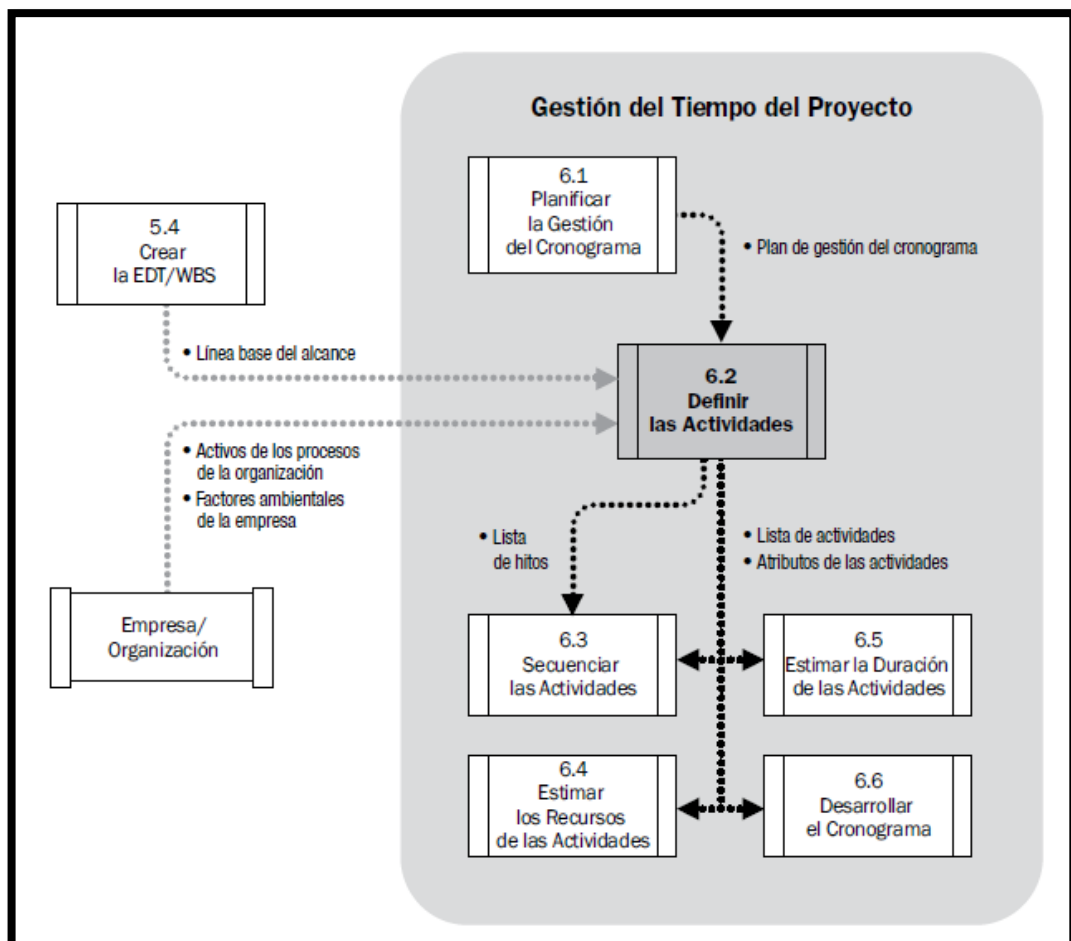 Gestión del Tiempo del Proyecto
6.1
Planificar
la Gestión
del Cronograma
5.4
Crear
la EDT/WBS
• Plan de gestión del cronograma
• Línea base del alcance
6.2
Definir
las Actividades
• Activos de los procesos
de la organización
• Factores ambientales
de la empresa
• Lista
de hitos
• Lista de actividades
• Atributos de las actividades
Empresa/
Organización
6.3
Secuenciar
las Actividades
6.5
Estimar la Duración
de las Actividades
6.4
Estimar
los Recursos
de las Actividades
6.6
Desarrollar
el Cronograma